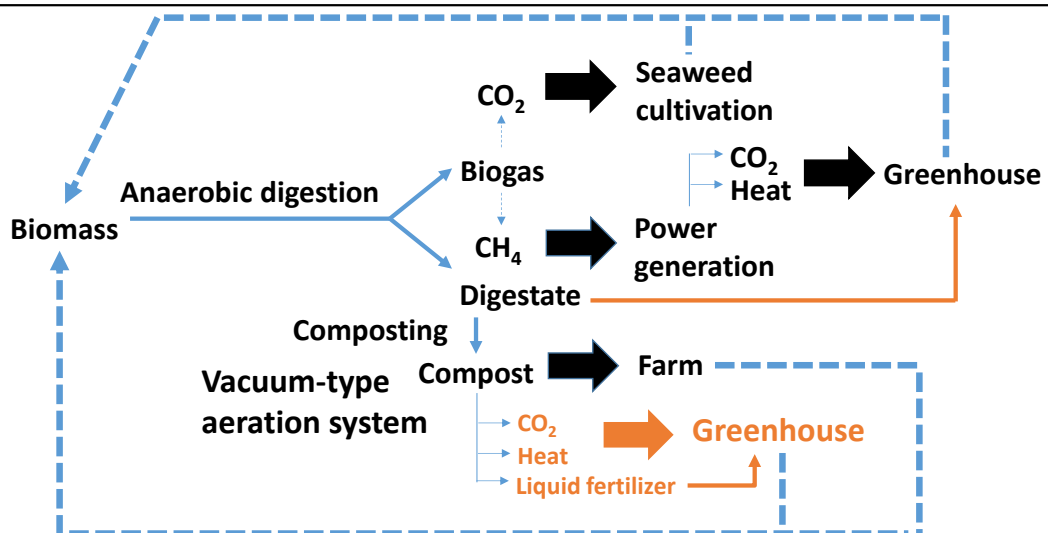 Seaweed
cultivation
CO₂
CO₂
Heat
Greenhouse
Biogas
Anaerobic digestion
Biomass
CH₄
Power
generation
Digestate
Composting
Compost
Farm
Vacuum-type
aeration system
CO₂
Heat
Liquid fertilizer
Greenhouse